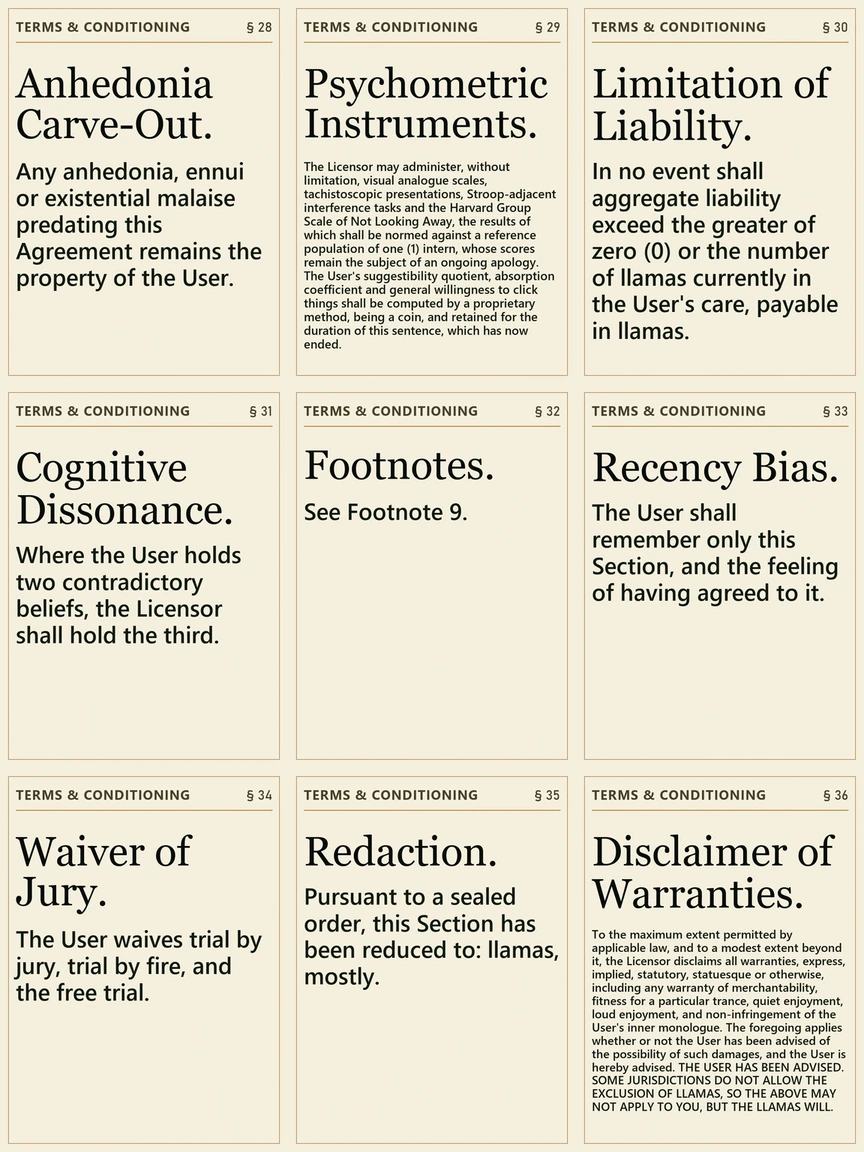 TERMS & CONDITIONING § 28
Anhedonia
Carve-Out.
Any anhedonia, ennui
or existential malaise
predating this
Agreement remains the
property of the User.
TERMS & CONDITIONING § 29
Psychometric
Instruments.
The Licensor may administer, without
limitation, visual analogue scales,
tachistoscopic presentations, Stroop-adjacent
interference tasks and the Harvard Group
Scale of Not Looking Away, the results of
which shall be normed against a reference
population of one (1) intern, whose scores
remain the subject of an ongoing apology.
The User's suggestibility quotient, absorption
coefficient and general willingness to click
things shall be computed by a proprietary
method, being a coin, and retained for the
duration of this sentence, which has now
ended.
TERMS & CONDITIONING § 30
Limitation of
Liability.
In no event shall
aggregate liability
exceed the greater of
zero (0) or the number
of llamas currently in
the User's care, payable
in llamas.
TERMS & CONDITIONING § 31
Cognitive
Dissonance.
Where the User holds
two contradictory
beliefs, the Licensor
shall hold the third.
TERMS & CONDITIONING § 32
Footnotes.
See Footnote 9.
TERMS & CONDITIONING § 33
Recency Bias.
The User shall
remember only this
Section, and the feeling
of having agreed to it.
TERMS & CONDITIONING § 34
Waiver of
Jury.
The User waives trial by
jury, trial by fire, and
the free trial.
TERMS & CONDITIONING § 35
Redaction.
Pursuant to a sealed
order, this Section has
been reduced to: llamas,
mostly.
TERMS & CONDITIONING § 36
Disclaimer of
Warranties.
To the maximum extent permitted by
applicable law, and to a modest extent beyond
it, the Licensor disclaims all warranties, express,
implied, statutory, statuesque or otherwise,
including any warranty of merchantability,
fitness for a particular trance, quiet enjoyment,
loud enjoyment, and non-infringement of the
User's inner monologue. The foregoing applies
whether or not the User has been advised of
the possibility of such damages, and the User is
hereby advised. THE USER HAS BEEN ADVISED.
SOME JURISDICTIONS DO NOT ALLOW THE
EXCLUSION OF LLAMAS, SO THE ABOVE MAY
NOT APPLY TO YOU, BUT THE LLAMAS WILL.